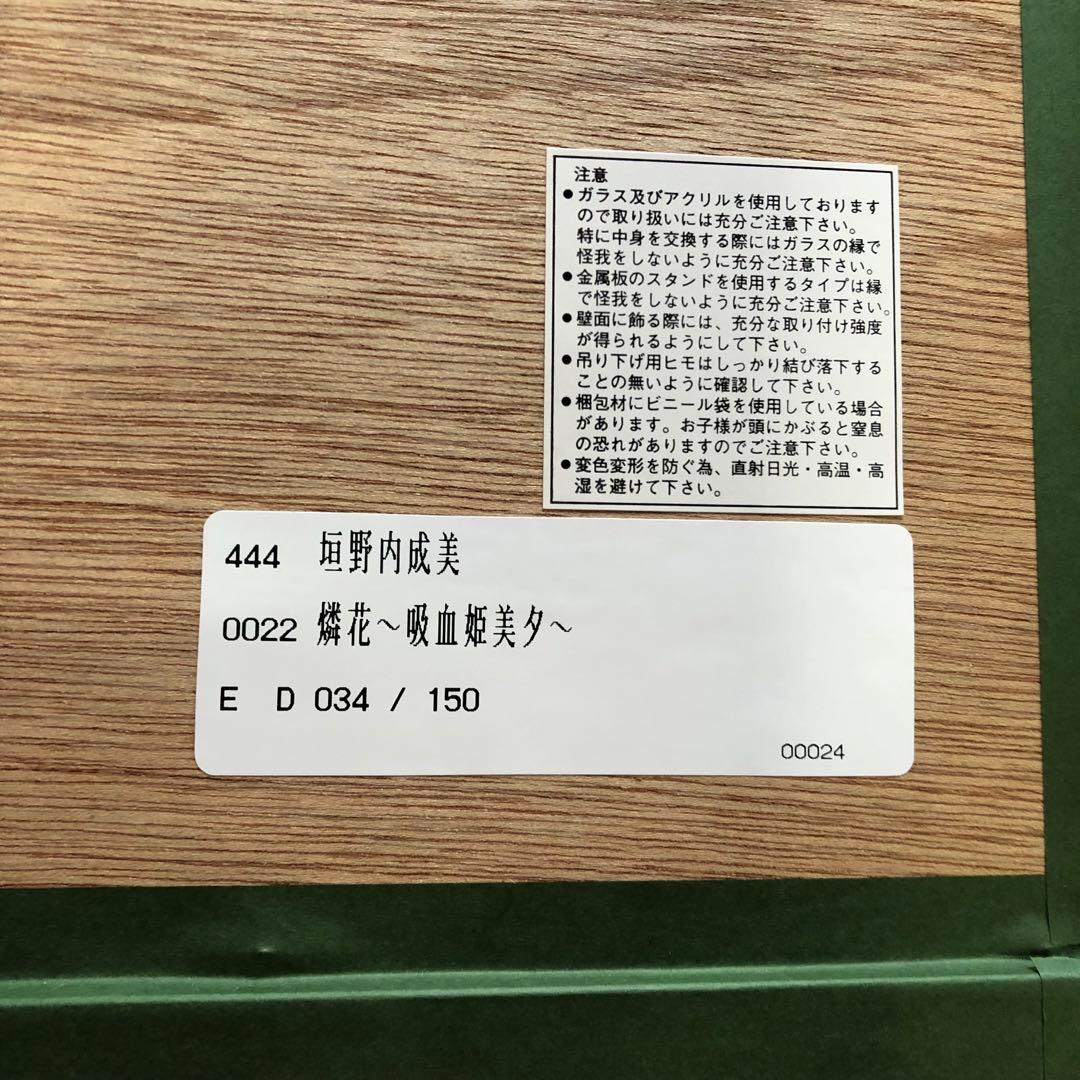 注意
●ガラス及びアクリルを使用しております
ので取り扱いには充分ご注意下さい。
特に中身を交換する際にはガラスの縁で
怪我をしないように充分ご注意下さい。
●金属板のスタンドを使用するタイプは縁
で怪我をしないように充分ご注意下さい。
●壁面に飾る際には、充分な取り付け強度
が得られるようにして下さい。
●吊り下げ用ヒモはしっかり結び落下する
ことの無いように確認して下さい。
●梱包材にビニール袋を使用している場合
があります。お子様が頭にかぶると窒息
の恐れがありますのでご注意下さい。
●変色変形を防ぐ為、直射日光・高温・高
湿を避けて下さい。
444 垣野内成美
0022 燐花～吸血姫美夕～
E D 034 / 150
00024